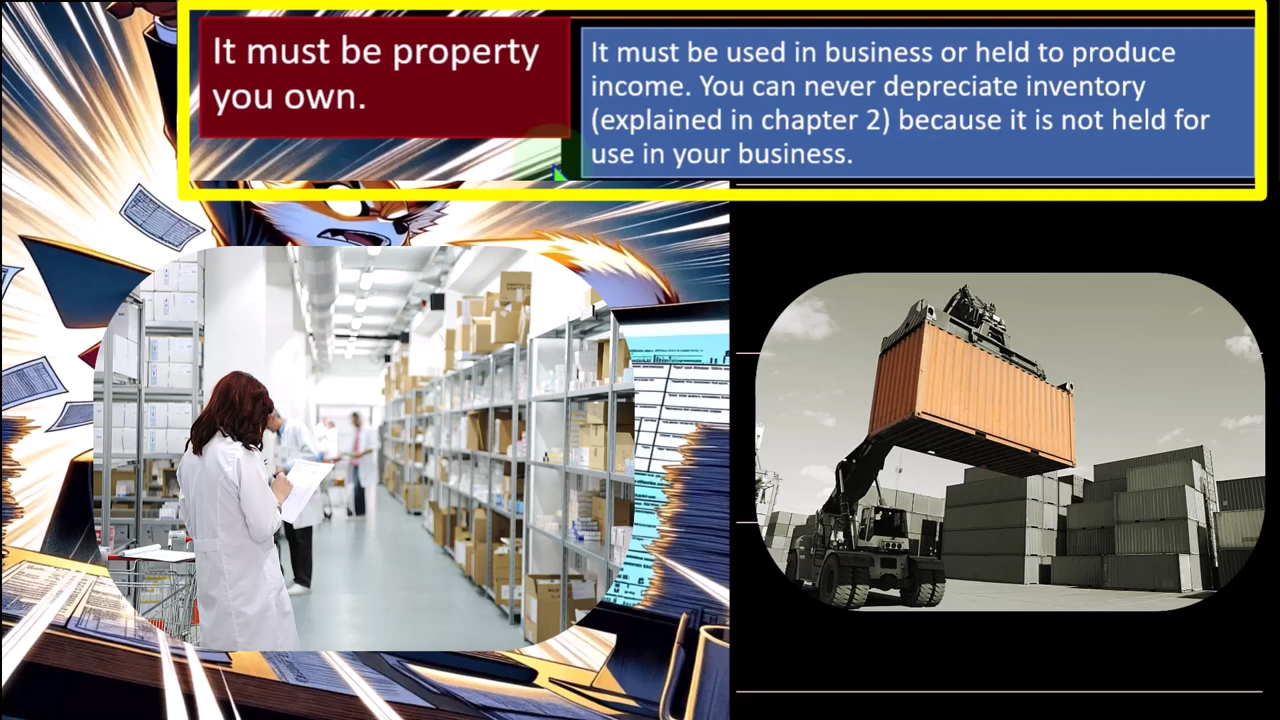 It must be property
you own.
It must be used in business or held to produce
income. You can never depreciate inventory
(explained in chapter 2) because it is not held for
use in your business.